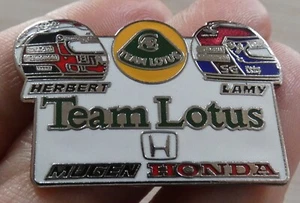 TEAM LOTUS
HERBERT LAMY
Team Lotus
MUGEN HONDA